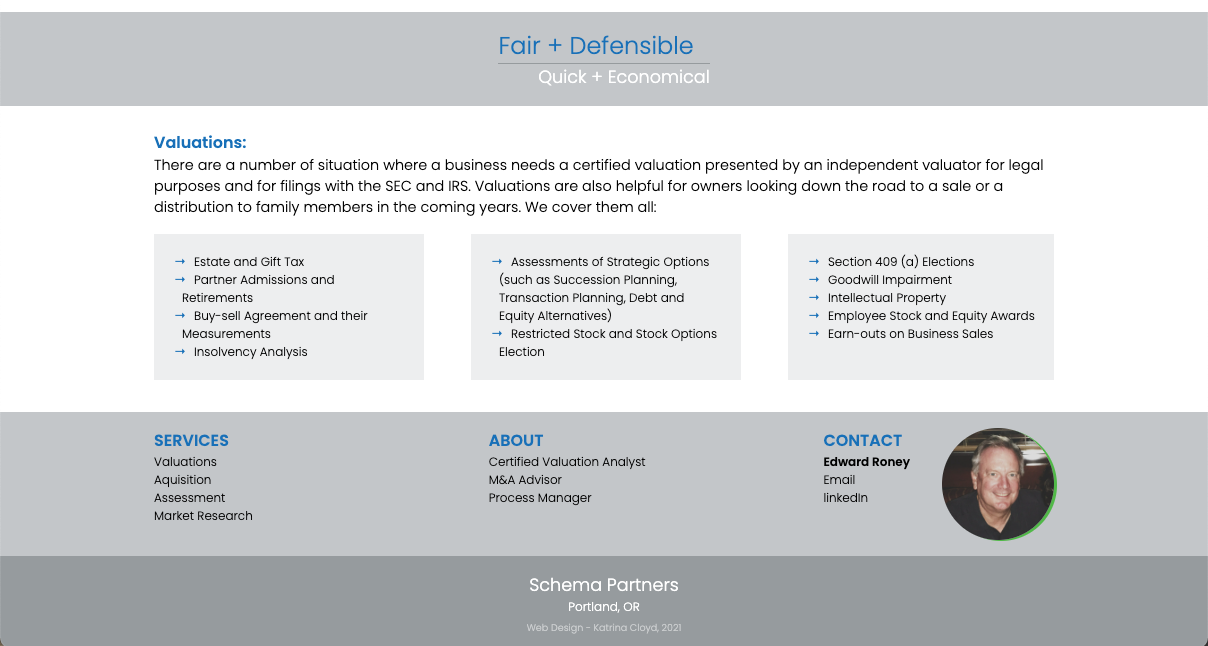 Fair + Defensible
Quick + Economical
Valuations:
There are a number of situation where a business needs a certified valuation presented by an independent valuator for legal
purposes and for filings with the SEC and IRS. Valuations are also helpful for owners looking down the road to a sale or a
distribution to family members in the coming years. We cover them all:
→ Estate and Gift Tax
→ Partner Admissions and
Retirements
→ Buy-sell Agreement and their
Measurements
→ Insolvency Analysis
→ Assessments of Strategic Options
(such as Succession Planning,
Transaction Planning, Debt and
Equity Alternatives)
→ Restricted Stock and Stock Options
Election
→ Section 409 (a) Elections
→ Goodwill Impairment
→ Intellectual Property
→ Employee Stock and Equity Awards
→ Earn-outs on Business Sales
SERVICES
Valuations
Aquisition
Assessment
Market Research
ABOUT
Certified Valuation Analyst
M&A Advisor
Process Manager
CONTACT
Edward Roney
Email
linkedIn
Schema Partners
Portland, OR
Web Design - Katrina Cloyd, 2021